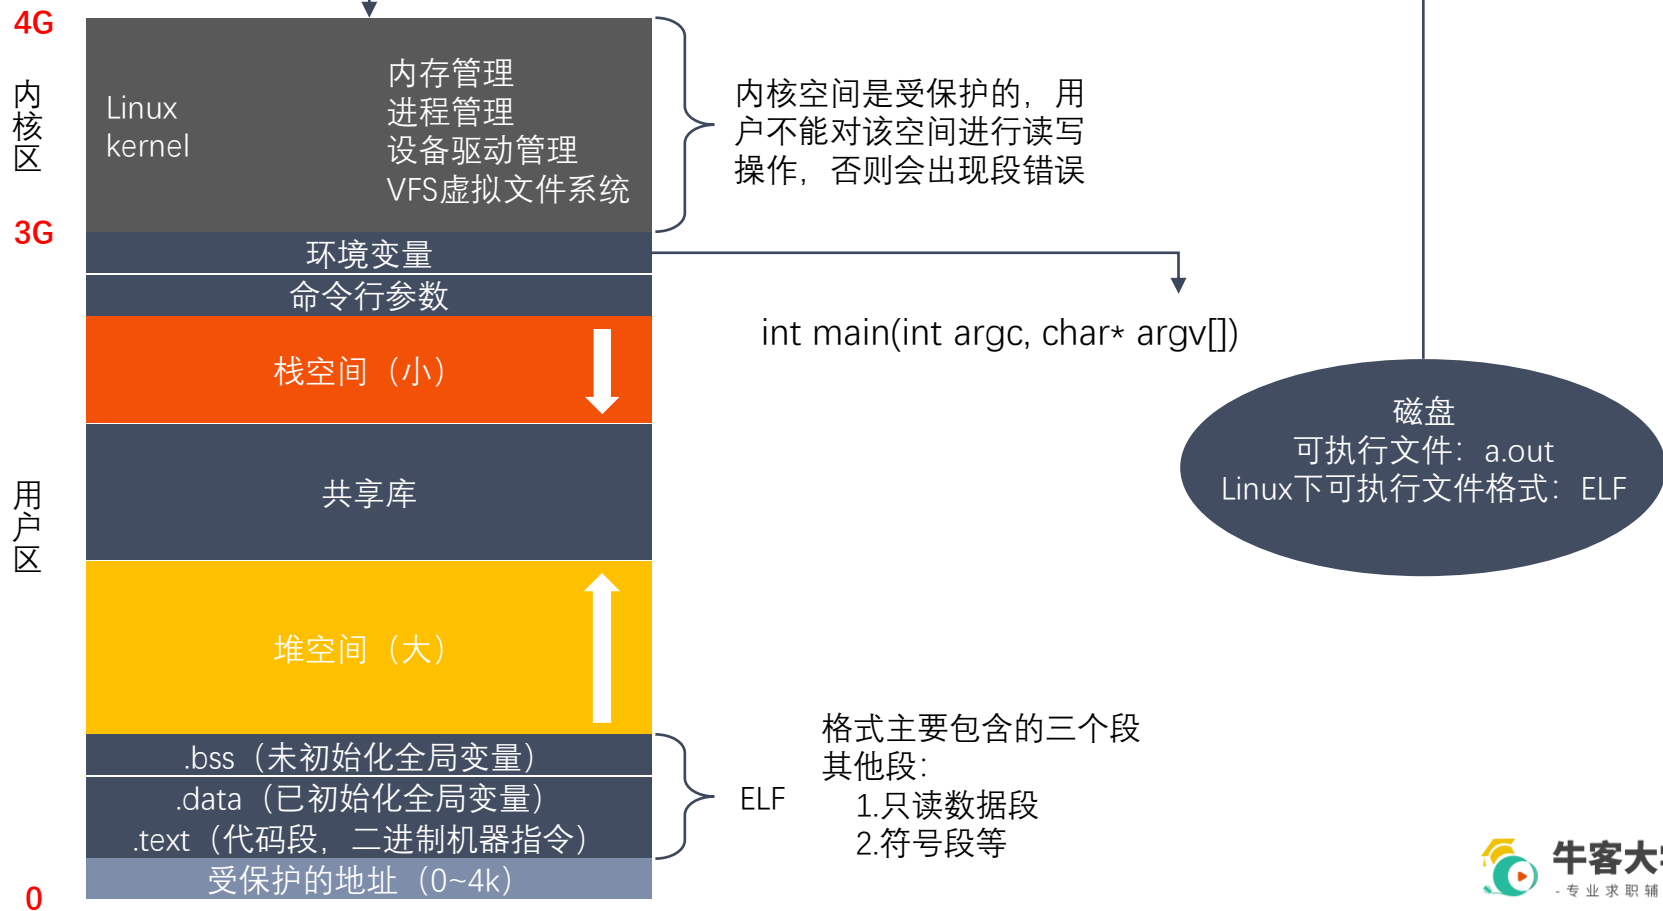 4G
内核区
Linux
kernel
内存管理
进程管理
设备驱动管理
VFS虚拟文件系统
内核空间是受保护的，用
户不能对该空间进行读写
操作，否则会出现段错误
3G
环境变量
命令行参数
int main(int argc, char* argv[])
栈空间（小）
磁盘
可执行文件：a.out
Linux下可执行文件格式：ELF
用户区
共享库
堆空间（大）
.bss（未初始化全局变量）
.data（已初始化全局变量）
.text（代码段，二进制机器指令）
ELF
格式主要包含的三个段
其他段：
1.只读数据段
2.符号段等
受保护的地址（0~4k）
0
牛客大
-专业求职辅